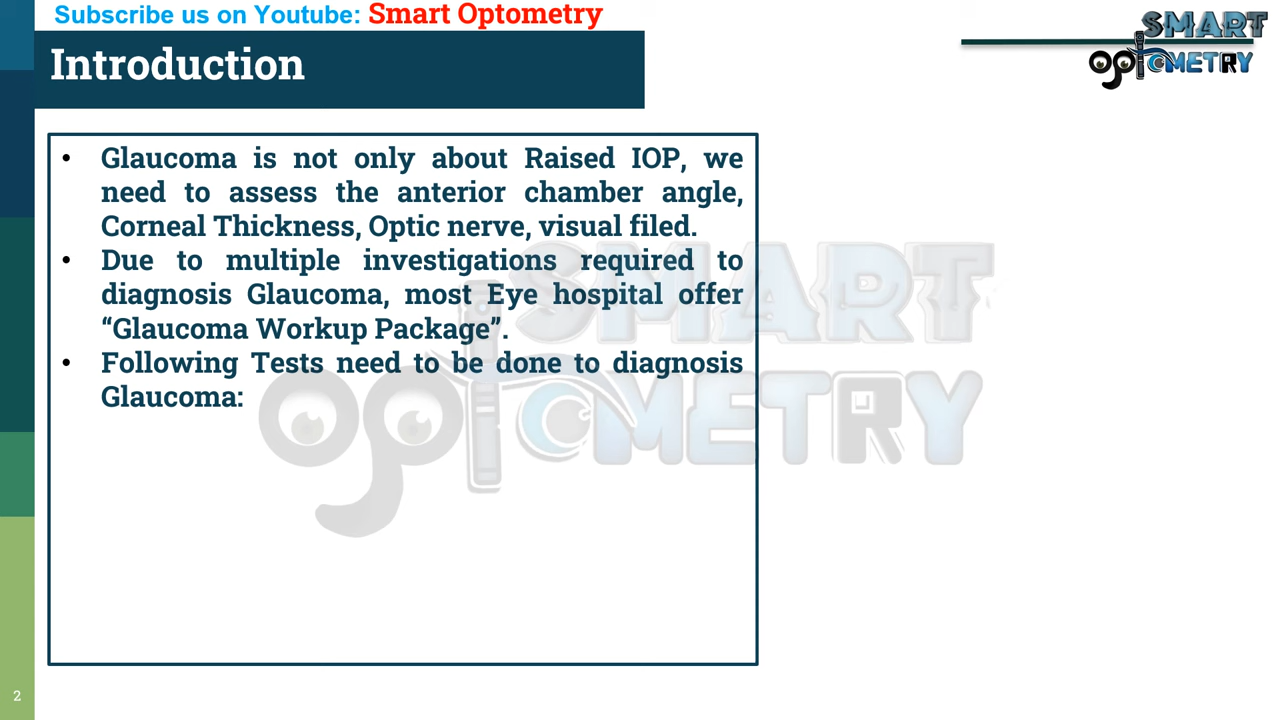 Subscribe us on Youtube: Smart Optometry
SMART
optOMETRY
Introduction
• Glaucoma is not only about Raised IOP, we
need to assess the anterior chamber angle,
Corneal Thickness, Optic nerve, visual filed.
• Due to multiple investigations required to
diagnosis Glaucoma, most Eye hospital offer
“Glaucoma Workup Package”.
• Following Tests need to be done to diagnosis
Glaucoma:
SMART
optOMETRY
2